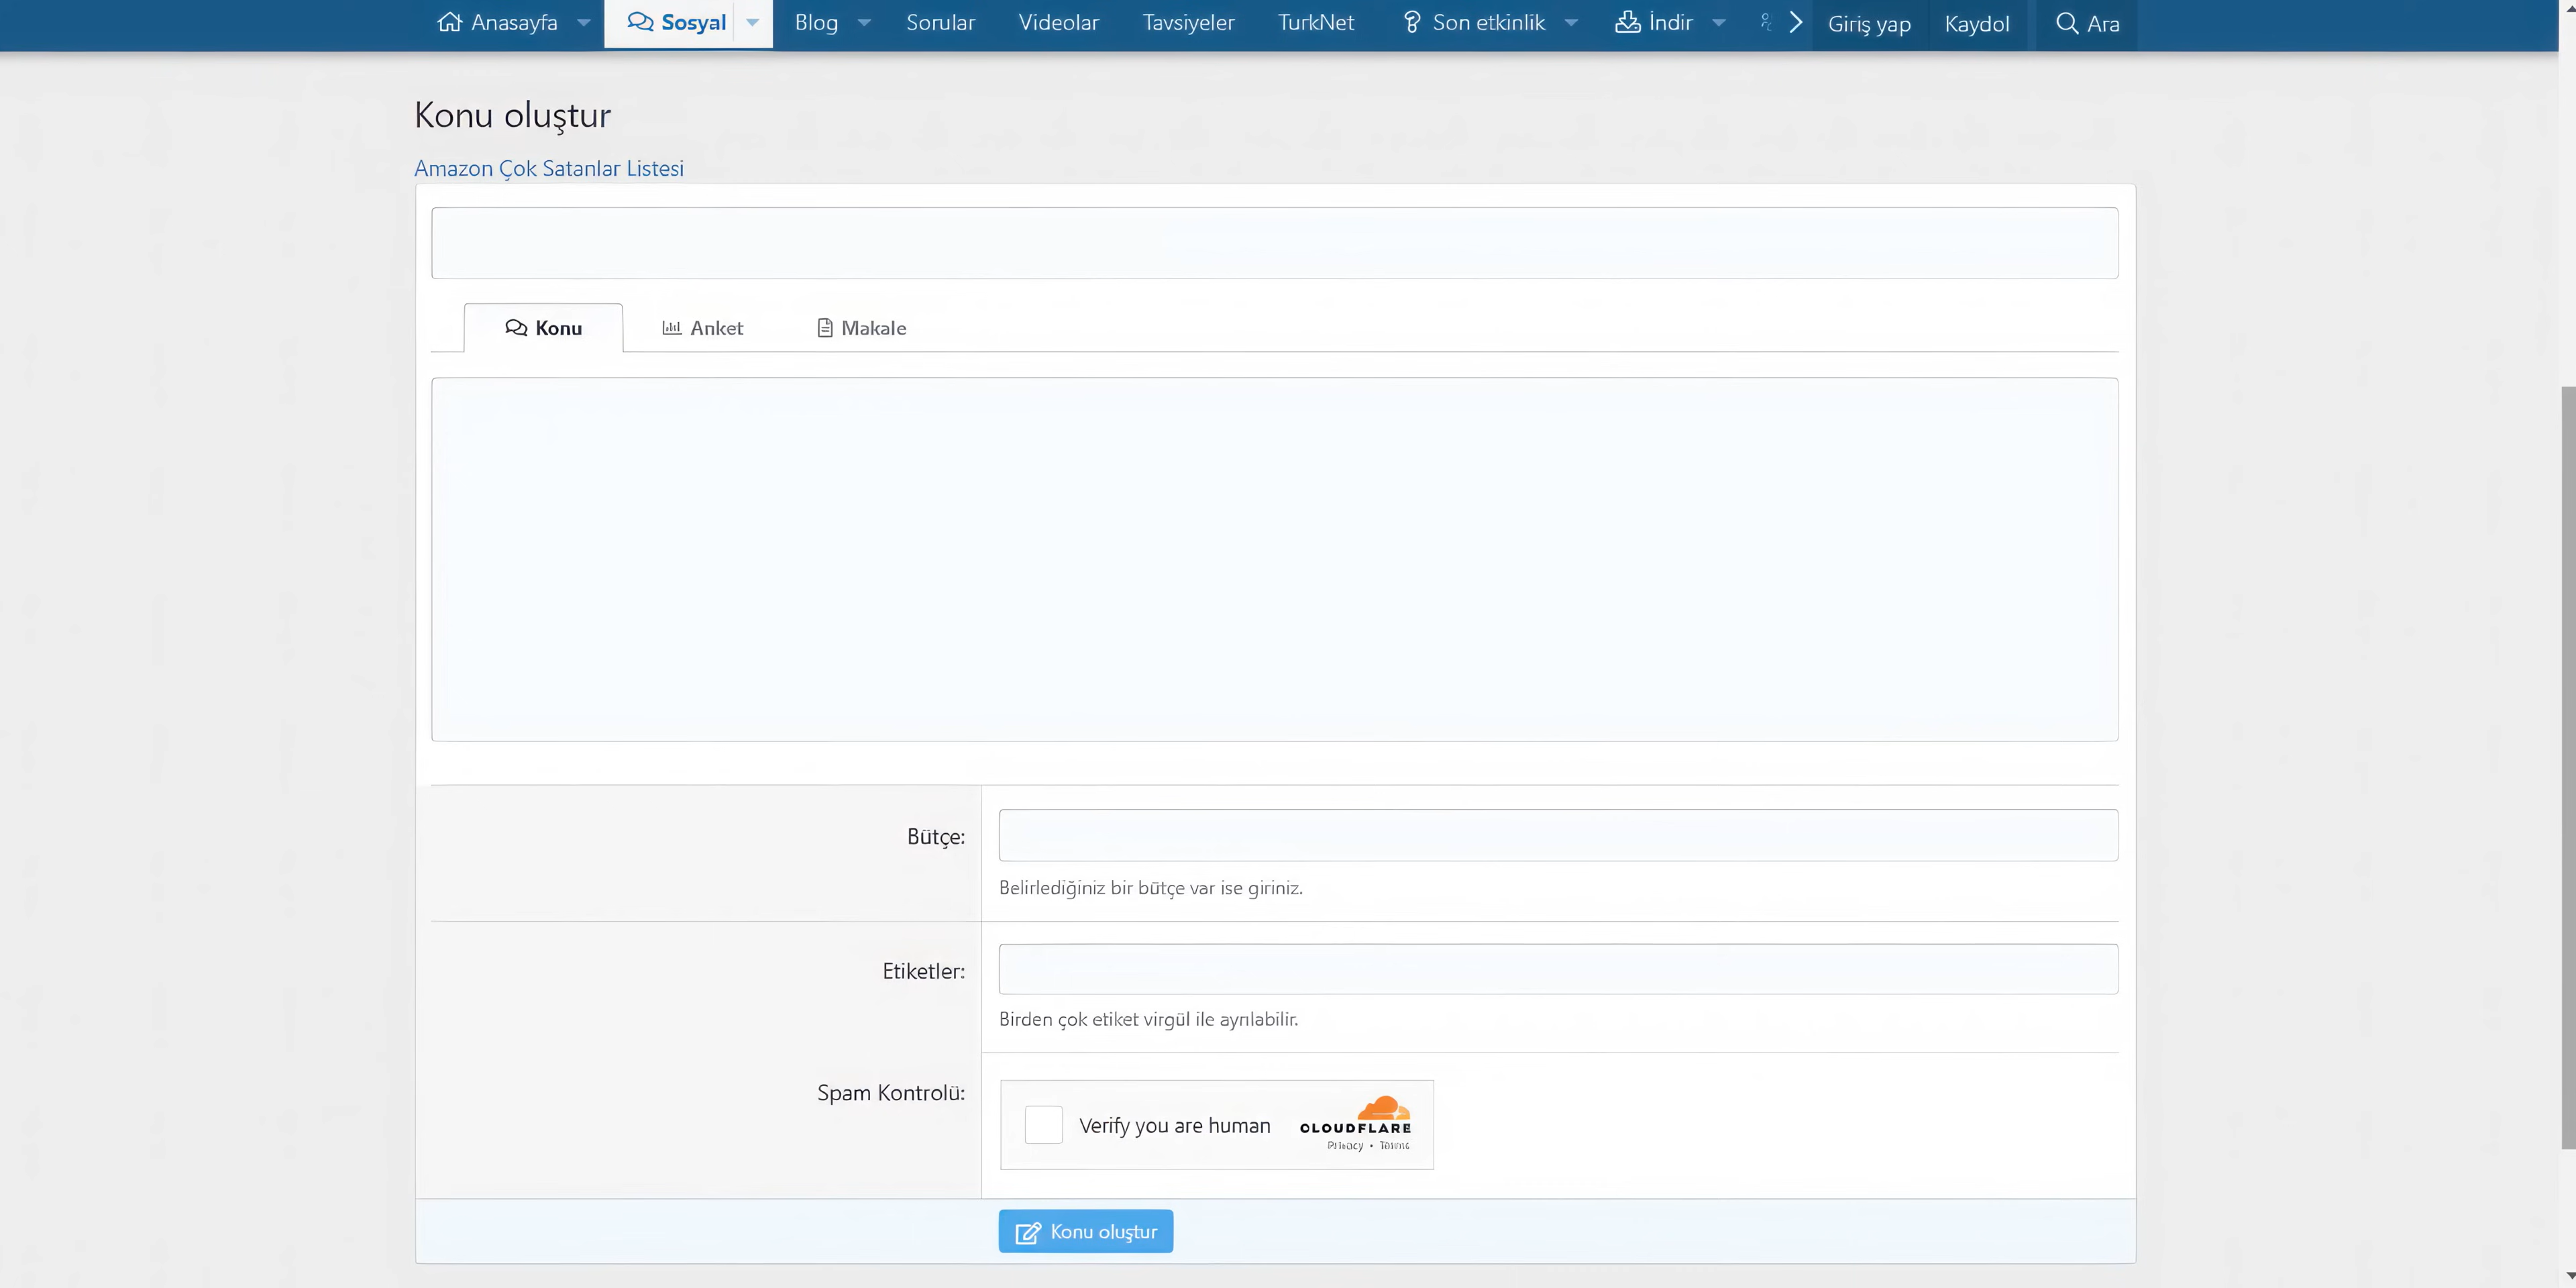 Anasayfa Sosyal Blog Sorular Videolar Tavsiyeler TurkNet Son etkinlik İndir Giriş yap Kaydol Ara
Konu oluştur
Amazon Çok Satanlar Listesi
Konu Anket Makale
Bütçe:
Belirlediğiniz bir bütçe var ise giriniz.
Etiketler:
Birden çok etiket virgül ile ayrılabilir.
Spam Kontrolü:
Verify you are human
CLOUDFLARE
Privacy • Terms
Konu oluştur